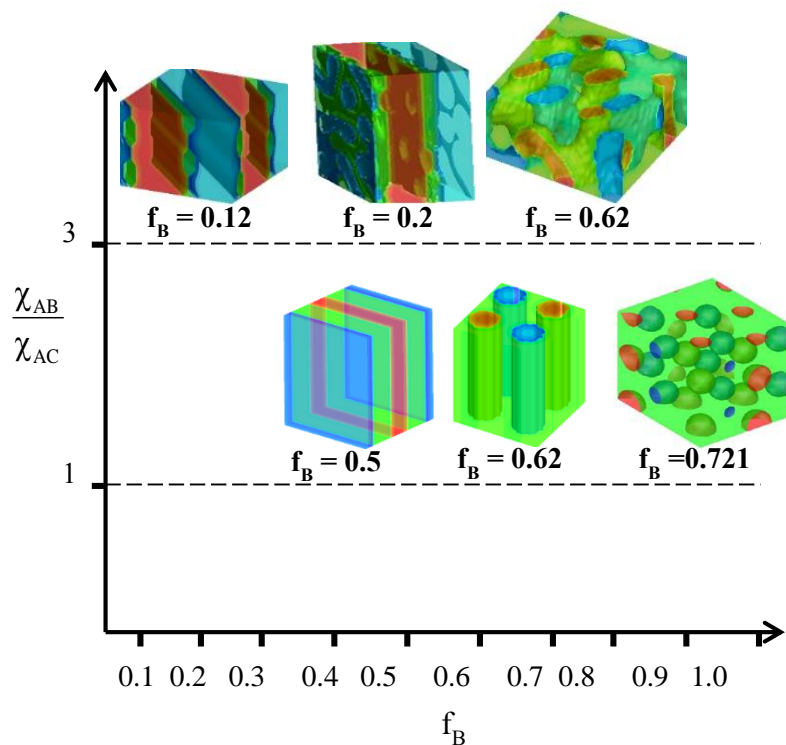 f_B = 0.12 f_B = 0.2 f_B = 0.62
3
χ_AB
χ_AC
f_B = 0.5 f_B = 0.62 f_B =0.721
1
0.1 0.2 0.3 0.4 0.5 0.6 0.7 0.8 0.9 1.0
f_B